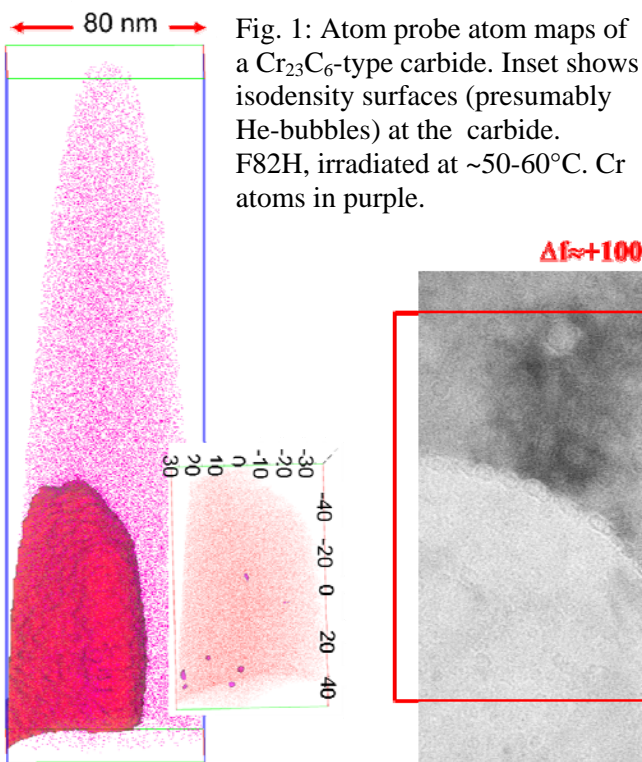 80 nm
Fig. 1: Atom probe atom maps of
a Cr₂₃C₆-type carbide. Inset shows
isodensity surfaces (presumably
He-bubbles) at the  carbide.
F82H, irradiated at ~50-60°C. Cr
atoms in purple.
Δf≈+100
30 20 10 0 -10 -20 -30
-40
-20
0
20
40